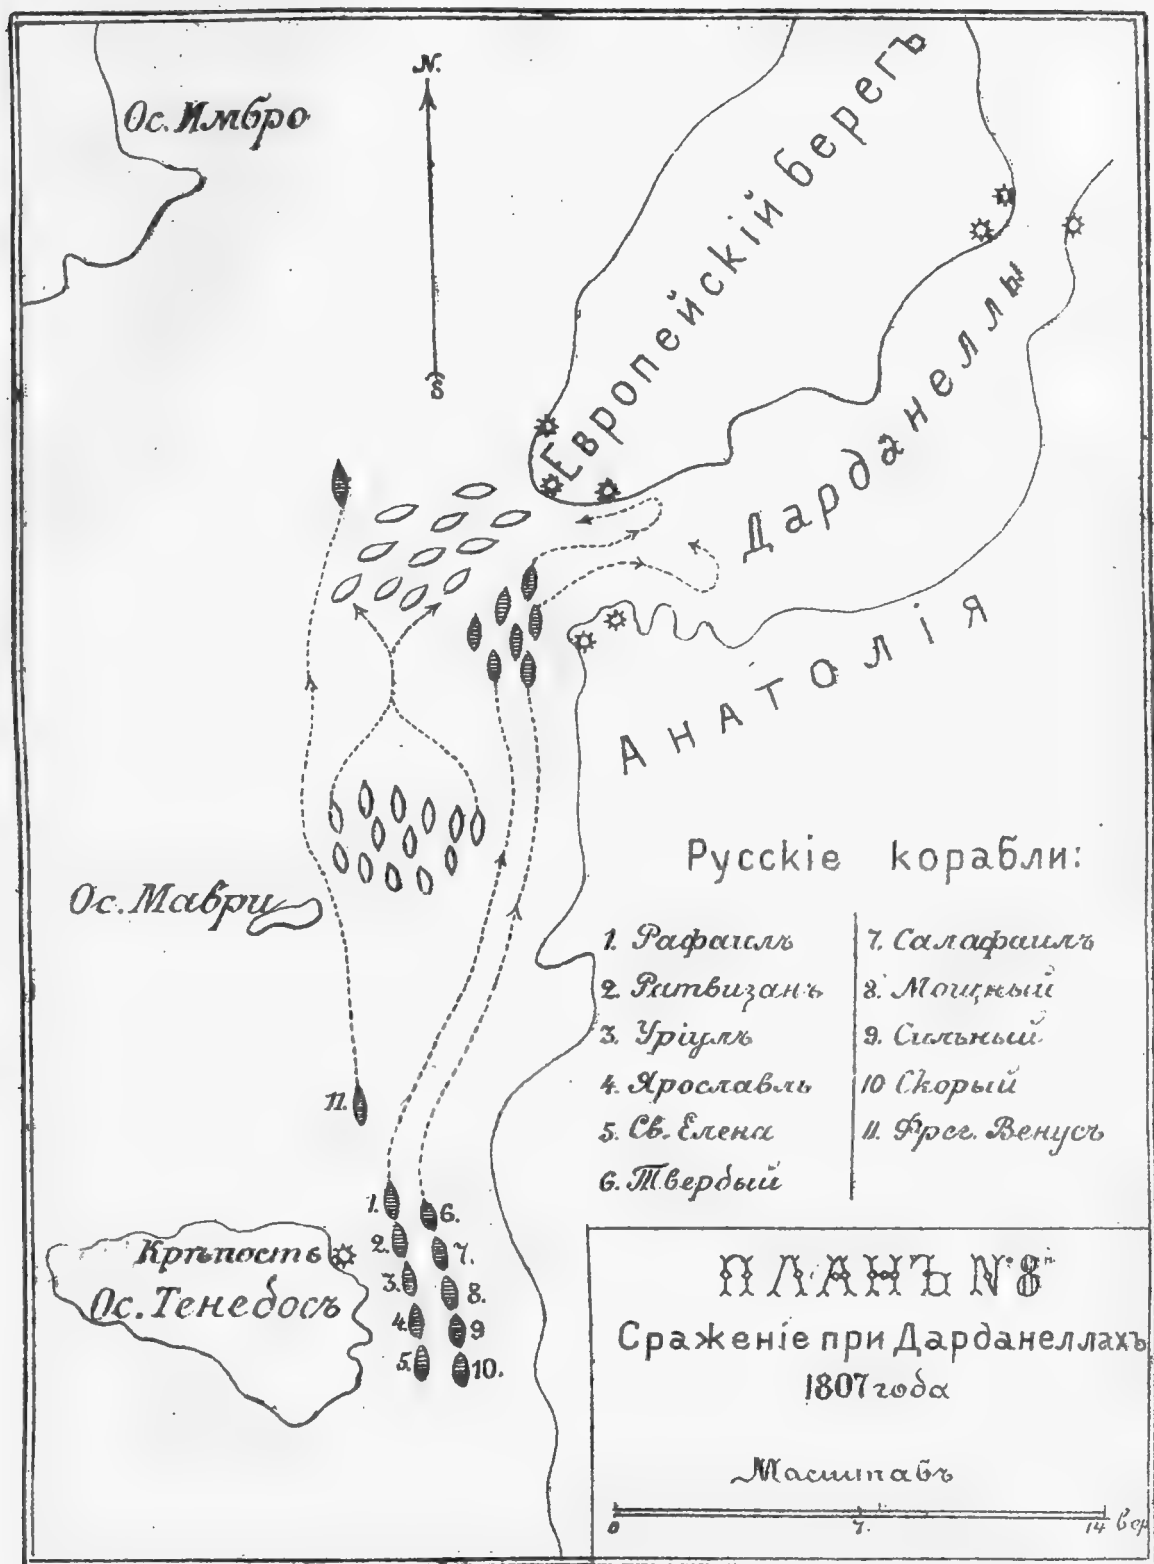 N.
S
Ос. Имбро
Европейскій берегъ
Дарданеллы
Анатолія
Ос. Маври
Русскіе корабли:
1. Рафаилъ
2. Ратвизанъ
3. Уріилъ
4. Ярославль
5. Св. Елена
6. Твердый
7. Салафаилъ
8. Мощный
9. Сильный
10 Скорый
11. Фрег. Венусъ
11.
1.
6.
2.
7.
3.
8.
4.
9
5.
10.
Крѣпость
Ос. Тенедосъ
ПЛАНЪ № 8й
Сраженіе при Дарданеллахъ
1807 года
Масштабъ
0 7. 14 вер